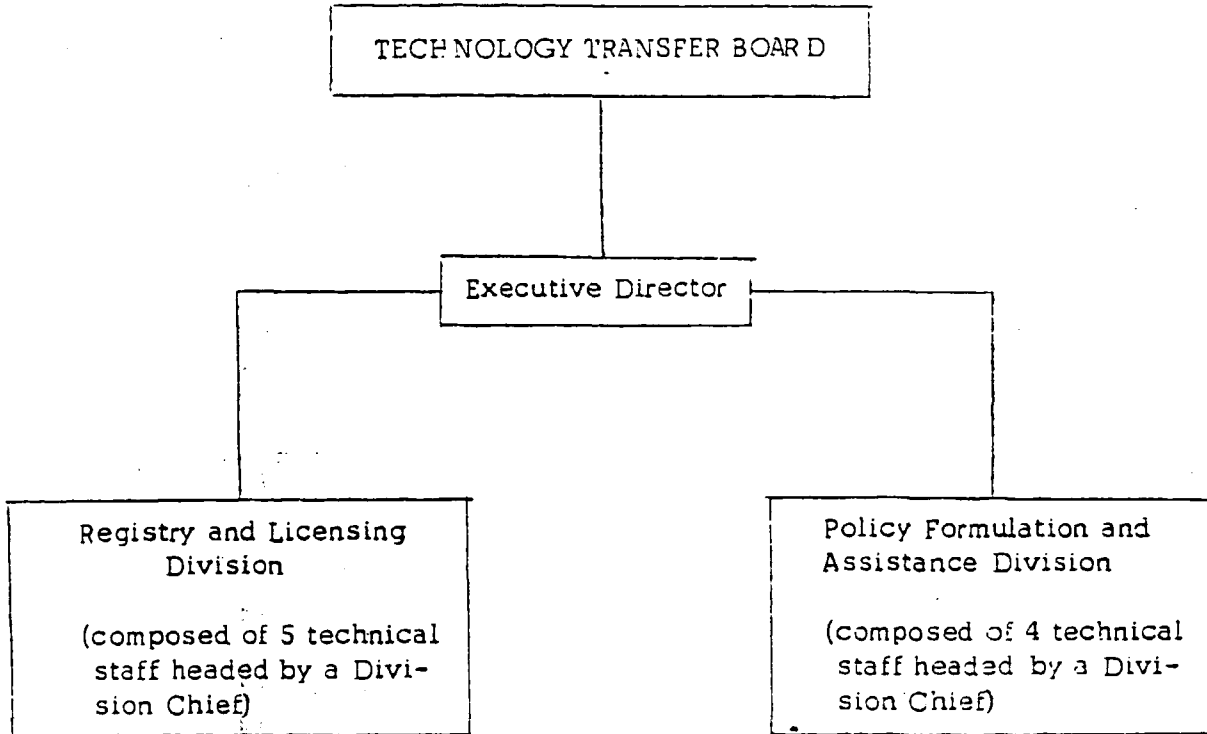 TECHNOLOGY TRANSFER BOARD
Executive Director
Registry and Licensing
Division
(composed of 5 technical
staff headed by a Divi-
sion Chief)
Policy Formulation and
Assistance Division
(composed of 4 technical
staff headed by a Divi-
sion Chief)